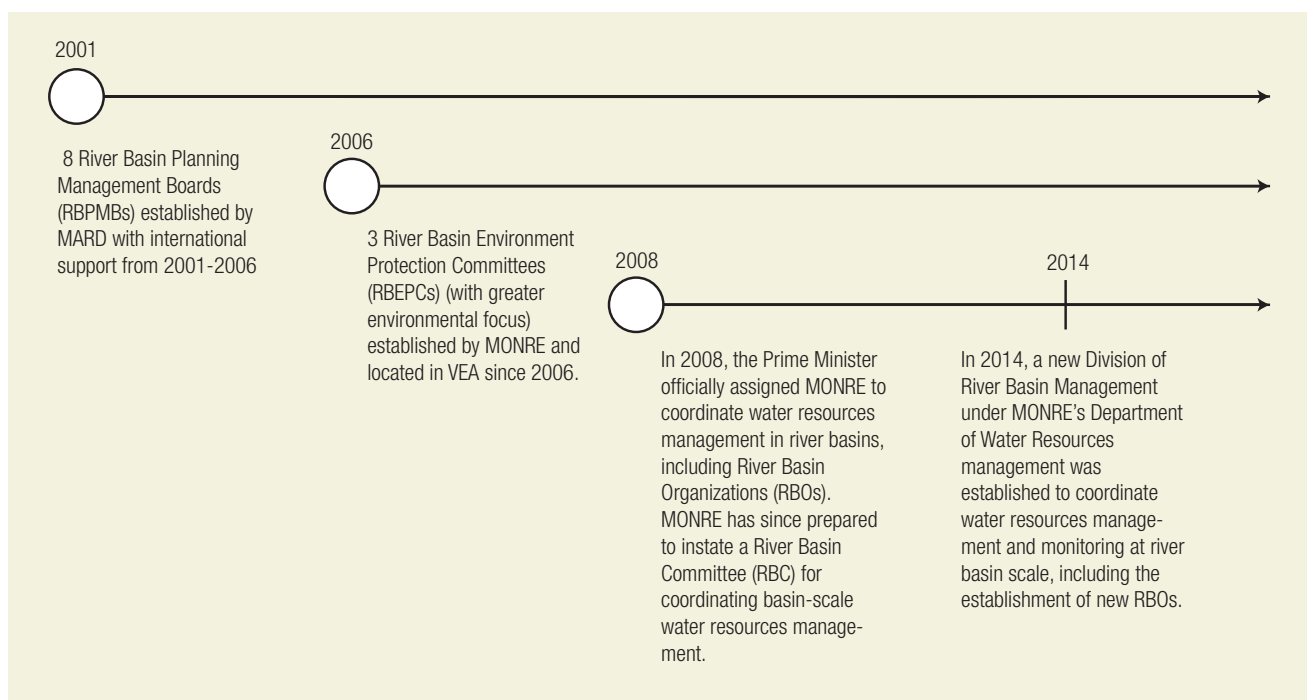 2001
8 River Basin Planning
Management Boards
(RBPMBs) established by
MARD with international
support from 2001-2006
2006
3 River Basin Environment
Protection Committees
(RBEPCs) (with greater
environmental focus)
established by MONRE and
located in VEA since 2006.
2008
In 2008, the Prime Minister
officially assigned MONRE to
coordinate water resources
management in river basins,
including River Basin
Organizations (RBOs).
MONRE has since prepared
to instate a River Basin
Committee (RBC) for
coordinating basin-scale
water resources manage-
ment.
2014
In 2014, a new Division of
River Basin Management
under MONRE’s Department
of Water Resources
management was
established to coordinate
water resources manage-
ment and monitoring at river
basin scale, including the
establishment of new RBOs.